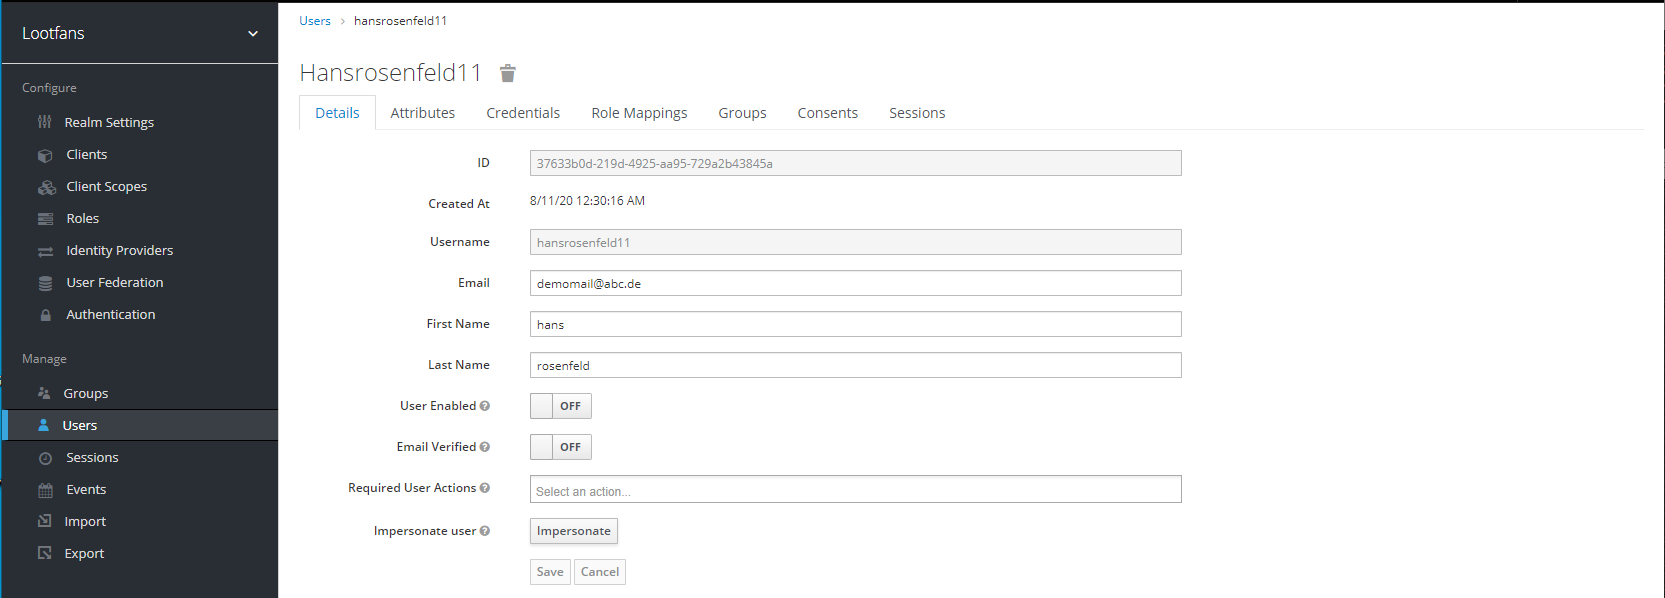 Lootfans
Configure
Realm Settings
Clients
Client Scopes
Roles
Identity Providers
User Federation
Authentication
Manage
Groups
Users
Sessions
Events
Import
Export
Users > hansrosenfeld11
Hansrosenfeld11
Details Attributes Credentials Role Mappings Groups Consents Sessions
ID 37633b0d-219d-4925-aa95-729a2b43845a
Created At 8/11/20 12:30:16 AM
Username hansrosenfeld11
Email demomail@abc.de
First Name hans
Last Name rosenfeld
User Enabled OFF
Email Verified OFF
Required User Actions Select an action...
Impersonate user Impersonate
Save Cancel